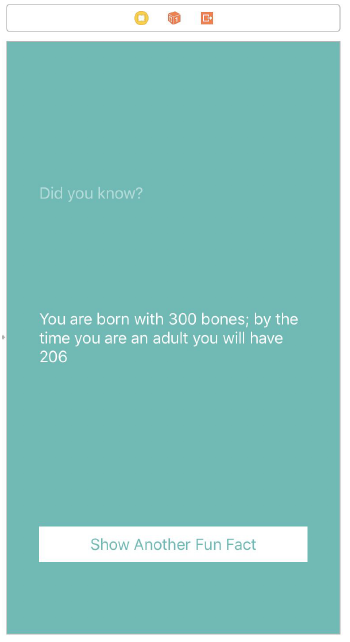 Did you know?
You are born with 300 bones; by the
time you are an adult you will have
206
Show Another Fun Fact